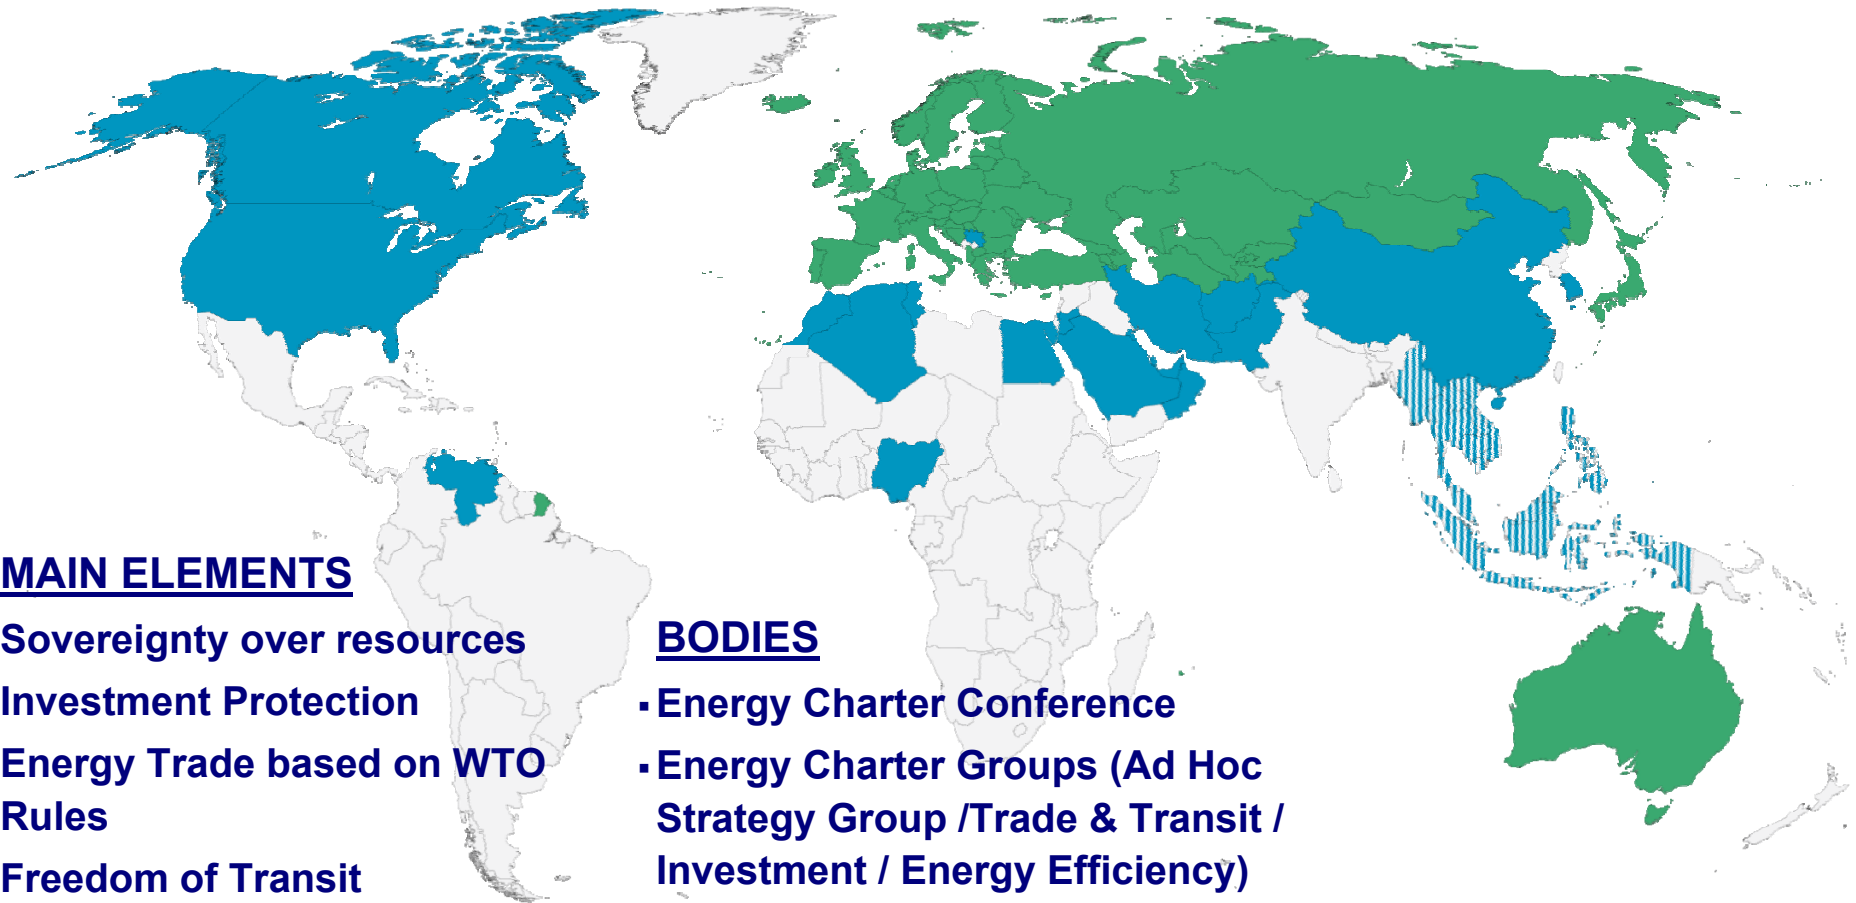 MAIN ELEMENTS
Sovereignty over resources
Investment Protection
Energy Trade based on WTO
Rules
Freedom of Transit
BODIES
▪ Energy Charter Conference
▪ Energy Charter Groups (Ad Hoc
Strategy Group /Trade & Transit /
Investment / Energy Efficiency)